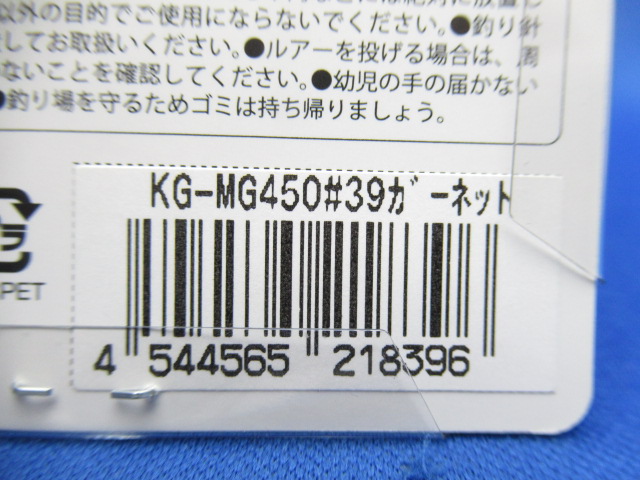 以外の目的でご使用にならないでください。●釣り針
してお取扱いください。●ルアーを投げる場合は、周
ないことを確認してください。●幼児の手の届かない
●釣り場を守るためゴミは持ち帰りましょう。
KG-MG450#39ガーネット
プラ
PET
4 544565 218396